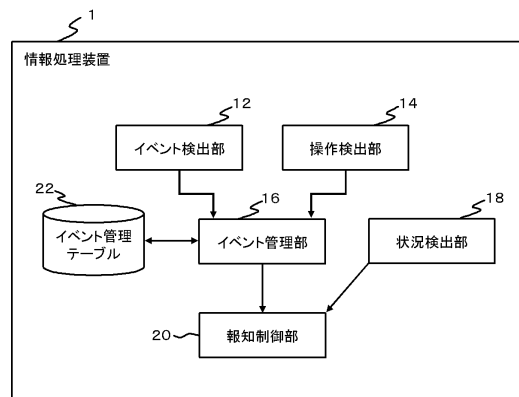 1
情報処理装置
12
14
イベント検出部
操作検出部
22
16
18
イベント管理
テーブル
イベント管理部
状況検出部
20
報知制御部